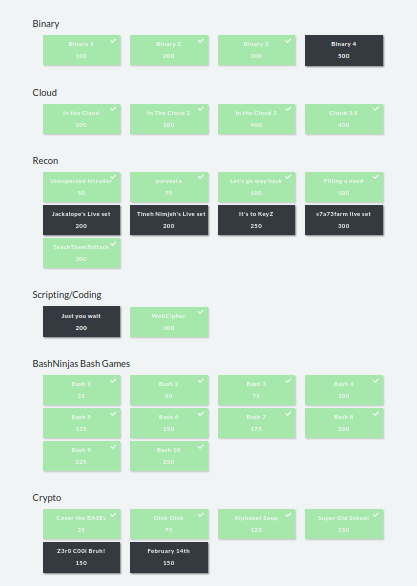 Binary
Binary 1
100
Binary 2
200
Binary 3
300
Binary 4
500
Cloud
In the Cloud
200
In The Cloud 2
300
In the Cloud 3
400
Cloud 3.5
400
Recon
Unexpected intruder
50
purvesta
75
Let's go way back
100
Filling a need
100
Jackalope's Live set
200
Tineh Nimjeh's Live set
200
It's to KeyZ
250
s7a73farm live set
300
TeachThemToHack
300
Scripting/Coding
Just you wait
200
WebCipher
300
BashNinjas Bash Games
Bash 1
25
Bash 2
50
Bash 3
75
Bash 4
100
Bash 5
125
Bash 6
150
Bash 7
175
Bash 8
200
Bash 9
225
Bash 10
250
Crypto
Cover the BASEs
25
Oink Oink
75
Alphabet Soup
125
Super Old School
150
Z3r0 C00l Bruh!
150
February 14th
150